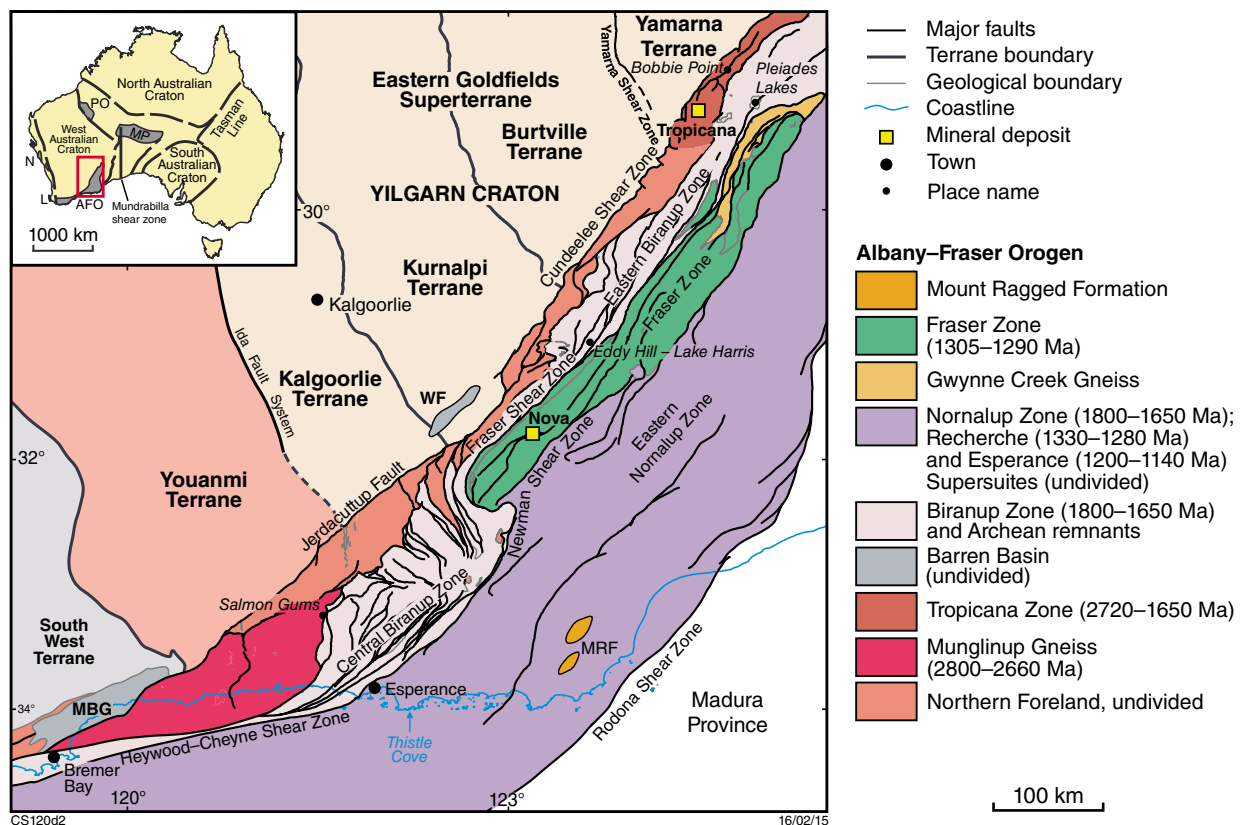 North Australian
Craton
PO
West
Australian
Craton
MP
Tasman
Line
South
Australian
Craton
N
L
AFO
Mundrabilla
shear zone
1000 km
Yamarna
Terrane
Bobbie Point
Pleiades
Lakes
Yamarna Shear Zone
Eastern Goldfields
Superterrane
Burtville
Terrane
Tropicana
YILGARN CRATON
30°
Cundeelee Shear Zone
Eastern Biranup Zone
Kurnalpi
Terrane
Kalgoorlie
Fraser Zone
Eddy Hill – Lake Harris
Ida Fault System
Kalgoorlie
Terrane
WF
Fraser Shear Zone
Nova
Eastern
Nornalup Zone
32°
Youanmi
Terrane
Jerdacuttup Fault
Newman Shear Zone
Salmon Gums
Central Biranup Zone
South
West
Terrane
MRF
Rodona Shear Zone
Esperance
MBG
34°
Madura
Province
Heywood–Cheyne Shear Zone
Thistle
Cove
Bremer
Bay
120°
123°
CS120d2
16/02/15
Major faults
Terrane boundary
Geological boundary
Coastline
Mineral deposit
Town
Place name
Albany–Fraser Orogen
Mount Ragged Formation
Fraser Zone
(1305–1290 Ma)
Gwynne Creek Gneiss
Nornalup Zone (1800–1650 Ma);
Recherche (1330–1280 Ma)
and Esperance (1200–1140 Ma)
Supersuites (undivided)
Biranup Zone (1800–1650 Ma)
and Archean remnants
Barren Basin
(undivided)
Tropicana Zone (2720–1650 Ma)
Munglinup Gneiss
(2800–2660 Ma)
Northern Foreland, undivided
100 km